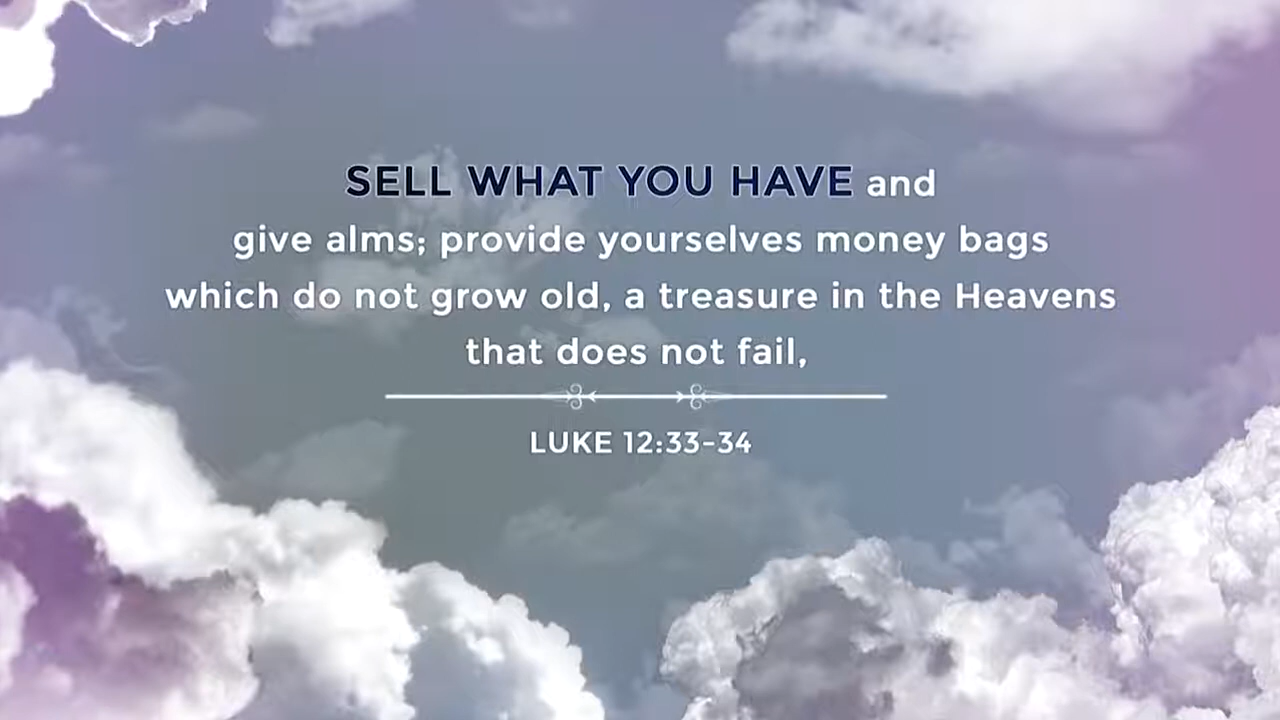 SELL WHAT YOU HAVE and
give alms; provide yourselves money bags
which do not grow old, a treasure in the Heavens
that does not fail,
LUKE 12:33-34